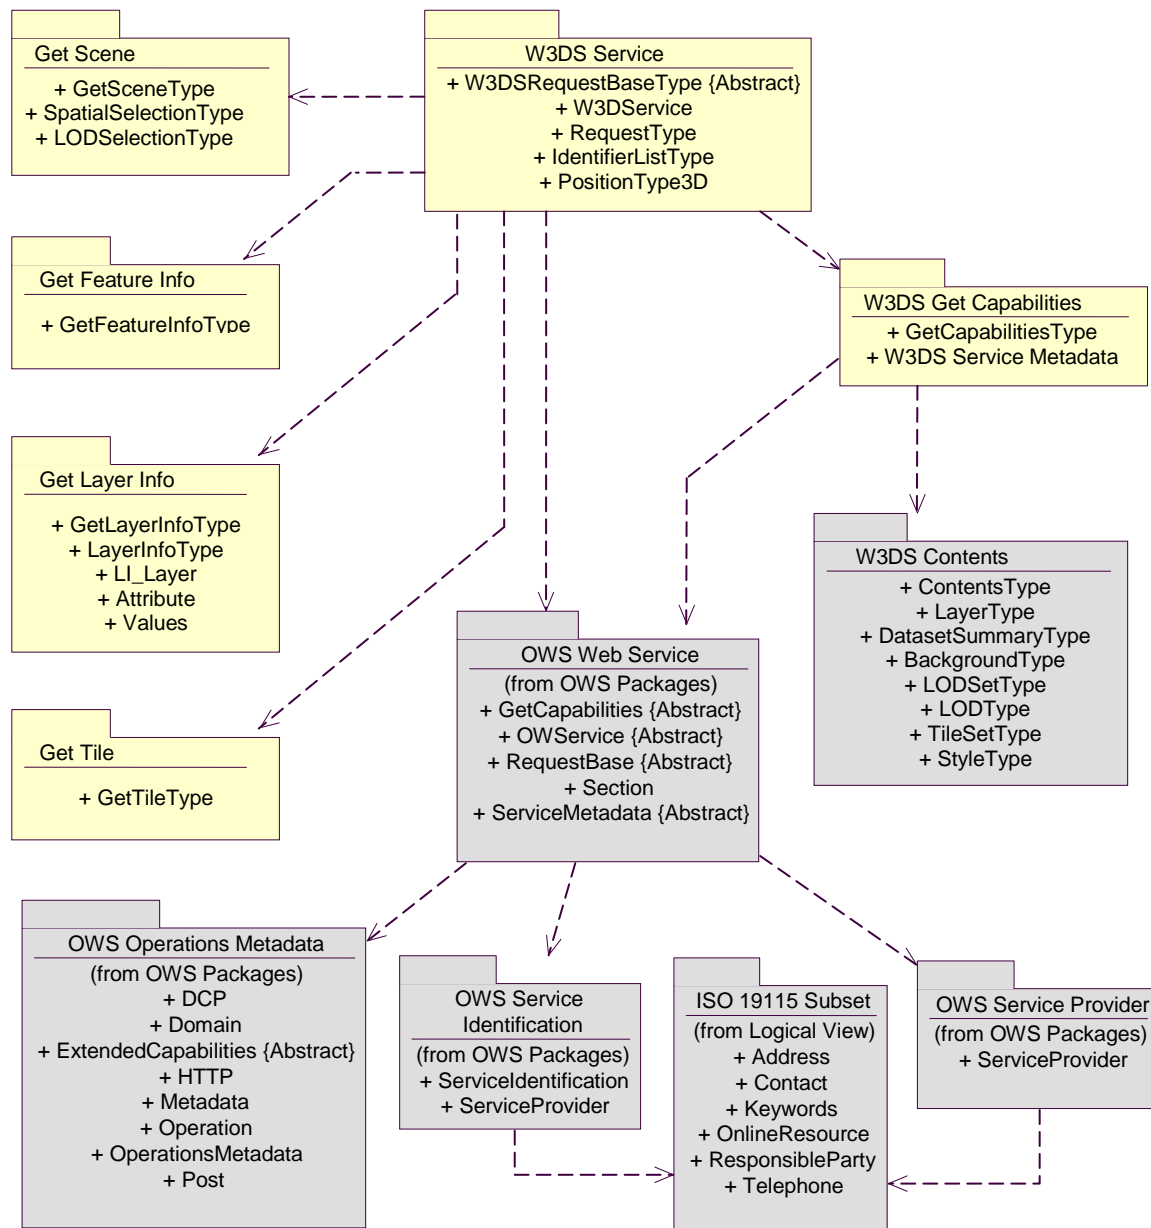 Get Scene
+ GetSceneType
+ SpatialSelectionType
+ LODSelectionType
W3DS Service
+ W3DSRequestBaseType {Abstract}
+ W3DService
+ RequestType
+ IdentifierListType
+ PositionType3D
Get Feature Info
+ GetFeatureInfoType
W3DS Get Capabilities
+ GetCapabilitiesType
+ W3DS Service Metadata
Get Layer Info
+ GetLayerInfoType
+ LayerInfoType
+ LI_Layer
+ Attribute
+ Values
W3DS Contents
+ ContentsType
+ LayerType
+ DatasetSummaryType
+ BackgroundType
+ LODSetType
+ LODType
+ TileSetType
+ StyleType
OWS Web Service
(from OWS Packages)
+ GetCapabilities {Abstract}
+ OWService {Abstract}
+ RequestBase {Abstract}
+ Section
+ ServiceMetadata {Abstract}
Get Tile
+ GetTileType
OWS Operations Metadata
(from OWS Packages)
+ DCP
+ Domain
+ ExtendedCapabilities {Abstract}
+ HTTP
+ Metadata
+ Operation
+ OperationsMetadata
+ Post
OWS Service
Identification
(from OWS Packages)
+ ServiceIdentification
+ ServiceProvider
ISO 19115 Subset
(from Logical View)
+ Address
+ Contact
+ Keywords
+ OnlineResource
+ ResponsibleParty
+ Telephone
OWS Service Provider
(from OWS Packages)
+ ServiceProvider